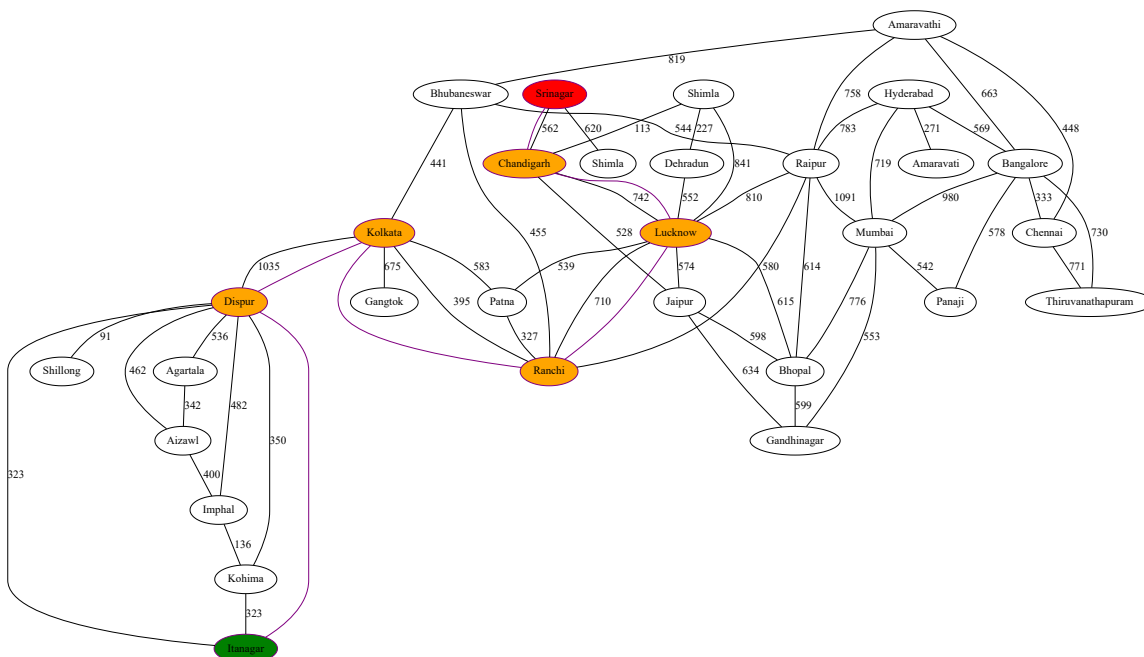 Amaravathi
819
Bhubaneswar
Srinagar
Shimla
758
Hyderabad
663
562
620
113
227
544
783
271
569
448
441
Chandigarh
Shimla
Dehradun
841
Raipur
719
Amaravati
Bangalore
742
552
810
1091
980
333
Kolkata
455
528
Lucknow
Mumbai
578
Chennai
730
1035
675
583
539
574
580
614
542
771
Dispur
Gangtok
395
Patna
710
Jaipur
615
776
Panaji
Thiruvanathapuram
91
536
327
598
553
Shillong
462
Agartala
Ranchi
634
Bhopal
342
482
599
Aizawl
350
Gandhinagar
323
400
Imphal
136
Kohima
323
Itanagar